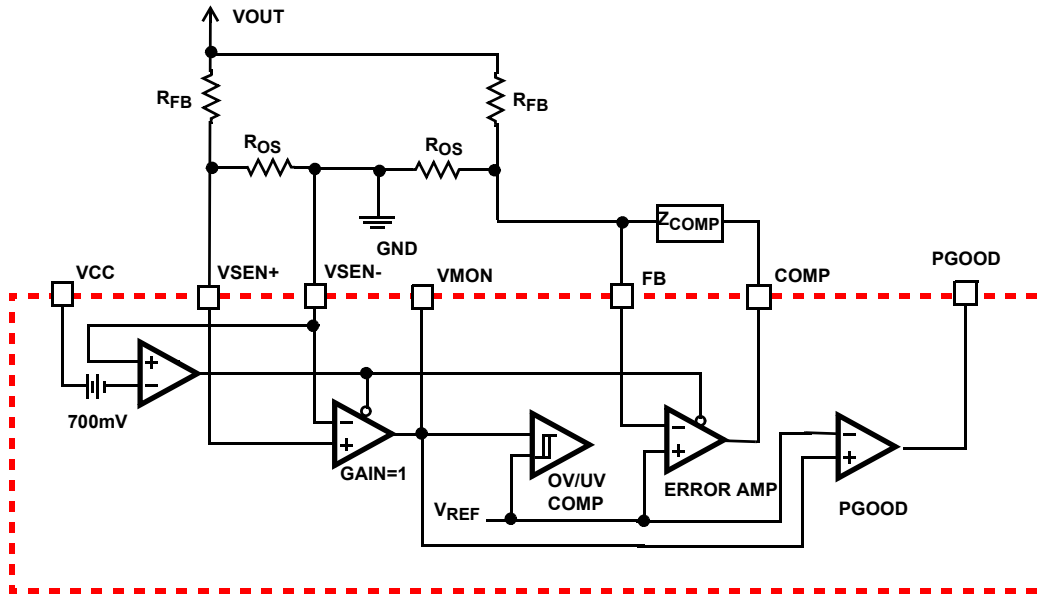 VOUT
RFB
RFB
ROS
ROS
ZCOMP
GND
VCC
VSEN+
VSEN-
VMON
FB
COMP
PGOOD
+
−
700mV
−
+
GAIN=1
OV/UV
COMP
−
+
ERROR AMP
−
+
PGOOD
VREF